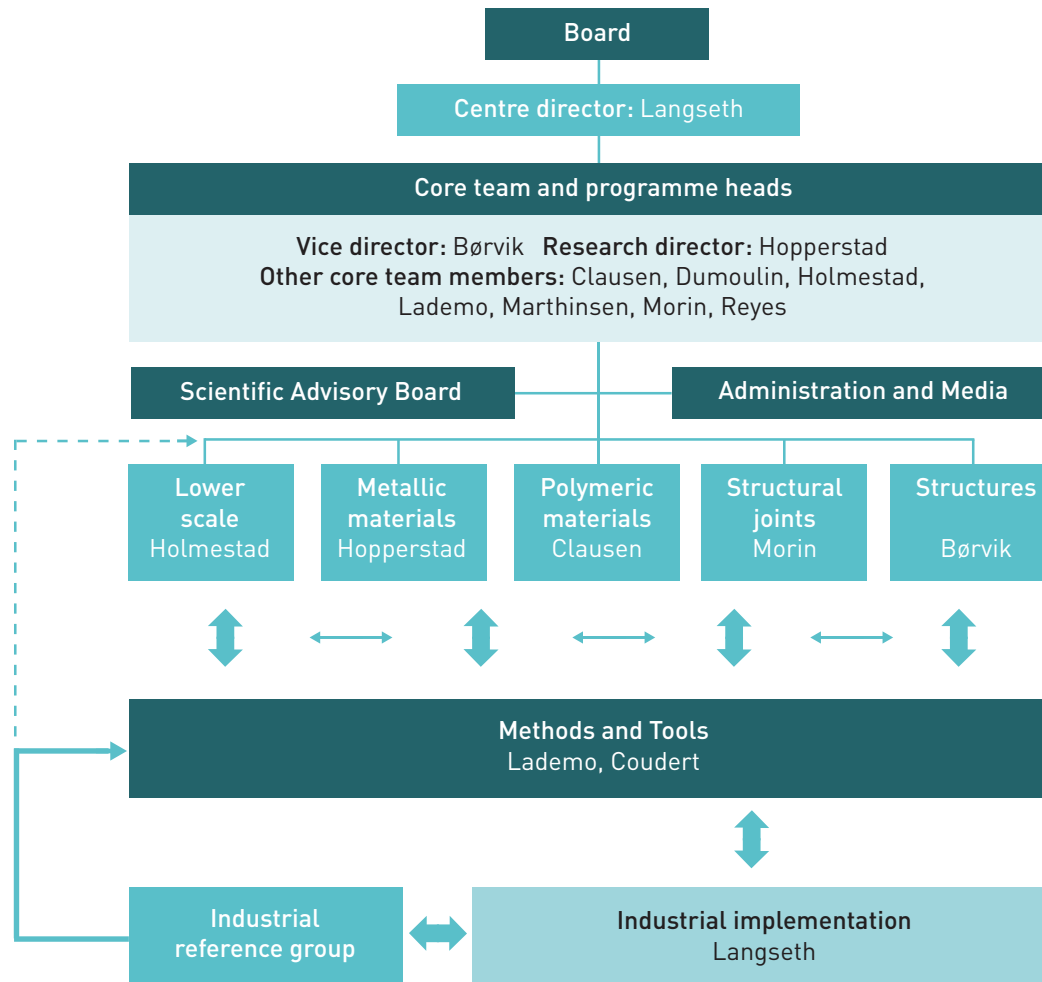 Board
Centre director: Langseth
Core team and programme heads
Vice director: Børvik Research director: Hopperstad
Other core team members: Clausen, Dumoulin, Holmestad,
Lademo, Marthinsen, Morin, Reyes
Scientific Advisory Board
Administration and Media
Lower
scale
Holmestad
Metallic
materials
Hopperstad
Polymeric
materials
Clausen
Structural
joints
Morin
Structures
Børvik
Methods and Tools
Lademo, Coudert
Industrial
reference group
Industrial implementation
Langseth